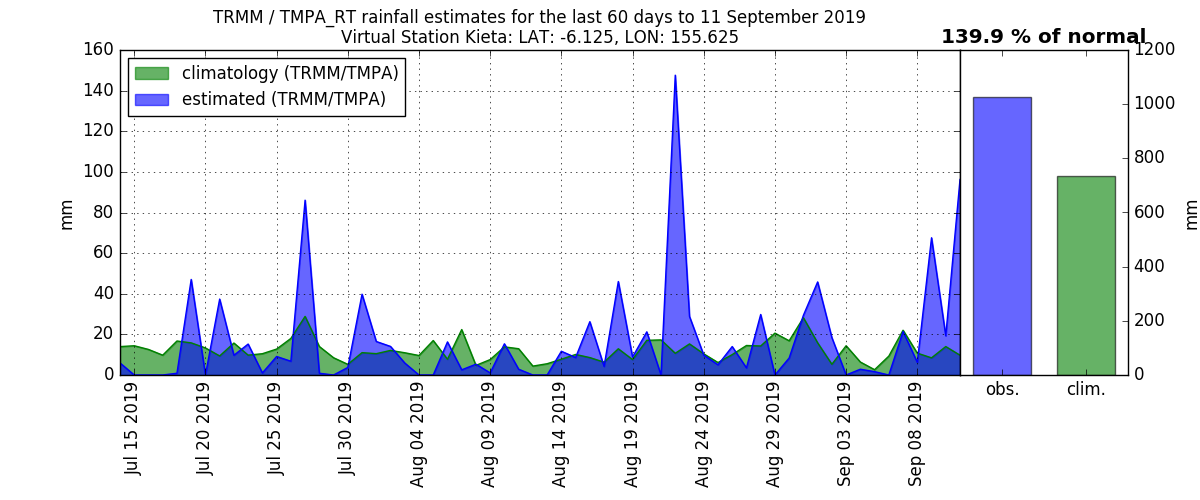 TRMM / TMPA_RT rainfall estimates for the last 60 days to 11 September 2019
Virtual Station Kieta: LAT: -6.125, LON: 155.625
139.9 % of normal
climatology (TRMM/TMPA)
estimated (TRMM/TMPA)
mm
160
140
120
100
80
60
40
20
0
Jul 15 2019
Jul 20 2019
Jul 25 2019
Jul 30 2019
Aug 04 2019
Aug 09 2019
Aug 14 2019
Aug 19 2019
Aug 24 2019
Aug 29 2019
Sep 03 2019
Sep 08 2019
obs.
clim.
1200
1000
800
600
400
200
0
mm